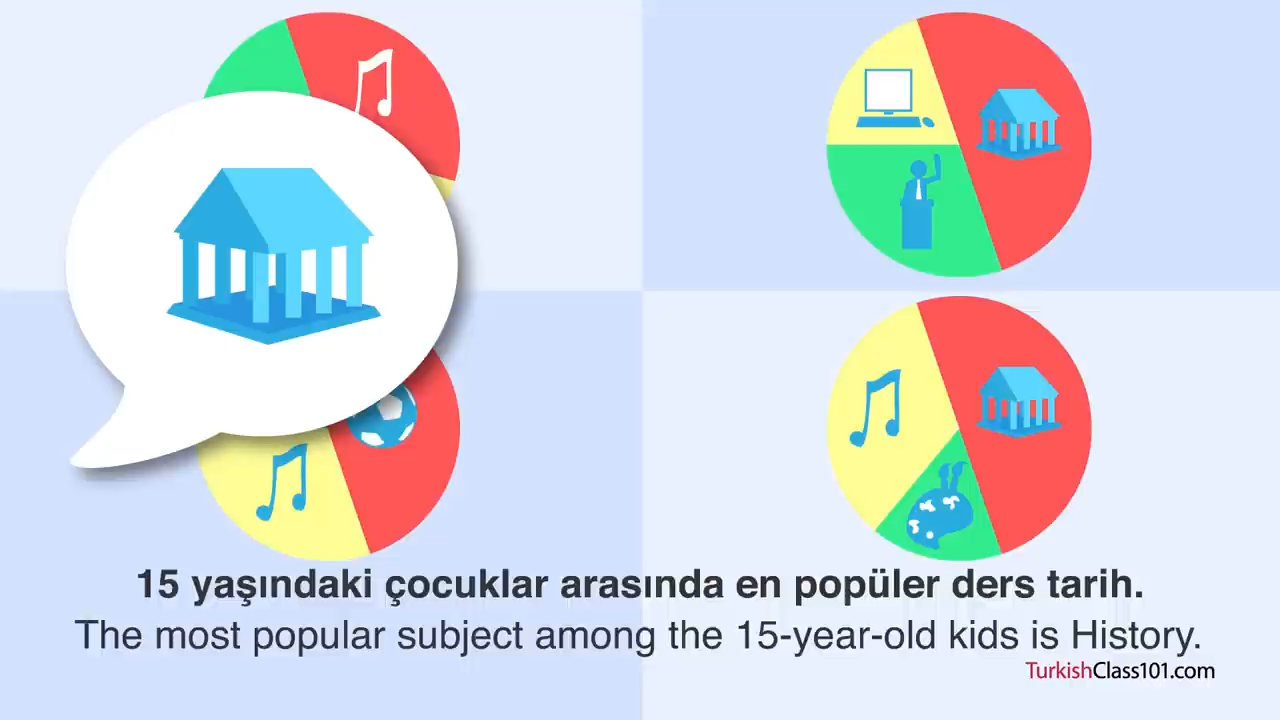 15 yaşındaki çocuklar arasında en popüler ders tarih.
The most popular subject among the 15-year-old kids is History.
TurkishClass101.com